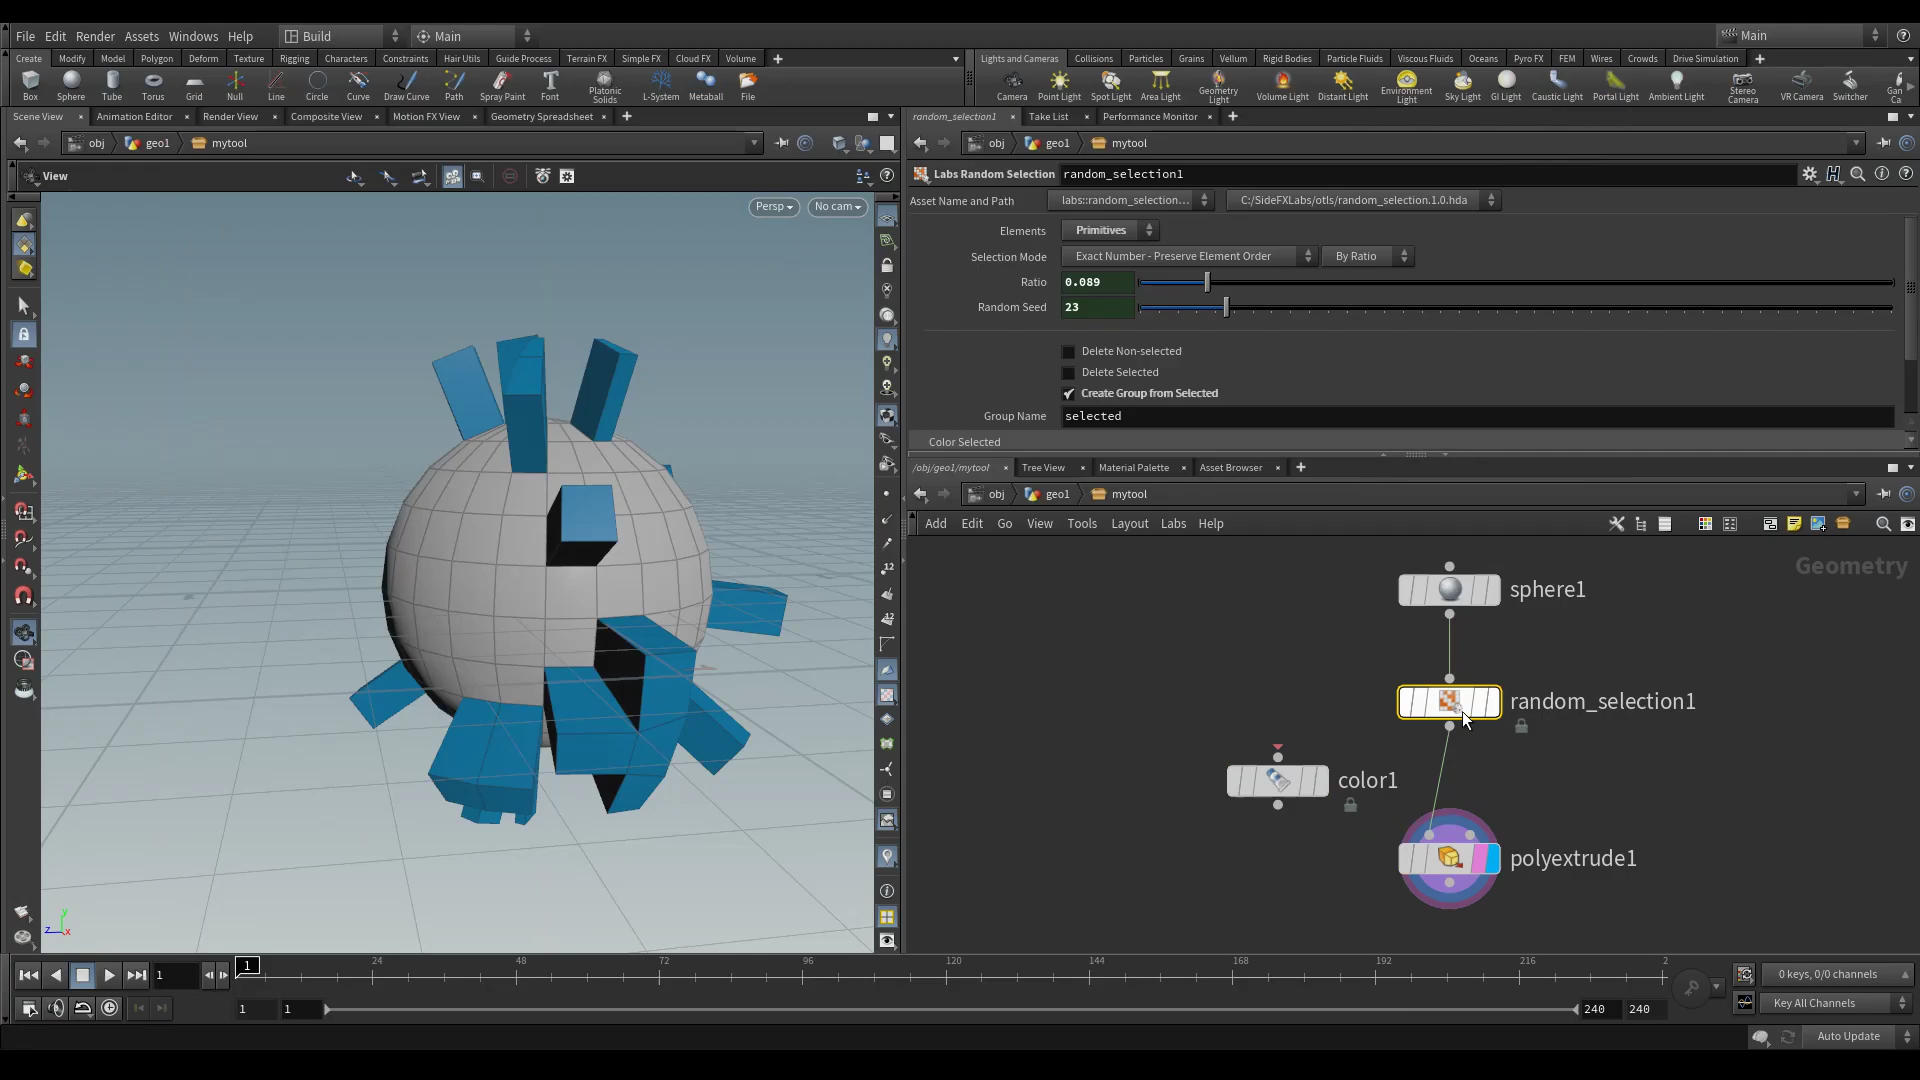 File Edit Render Assets Windows Help Build Main Main
Create Modify Model Polygon Deform Texture Rigging Characters Constraints Hair Utils Guide Process Terrain FX Simple FX Cloud FX Volume
Lights and Cameras Collisions Particles Grains Vellum Rigid Bodies Particle Fluids Viscous Fluids Oceans Pyro FX FEM Wires Crowds Drive Simulation
Box Sphere Tube Torus Grid Null Line Circle Curve Draw Curve Path Spray Paint Font Platonic Solids L-System Metaball File
Camera Point Light Spot Light Area Light Geometry Light Volume Light Distant Light Environment Light Sky Light GI Light Caustic Light Portal Light Ambient Light Stereo Camera VR Camera Switcher Gan Ca
Scene View Animation Editor Render View Composite View Motion FX View Geometry Spreadsheet
random_selection1 Take List Performance Monitor
obj geo1 mytool
obj geo1 mytool
View
Persp No cam
Labs Random Selection random_selection1
Asset Name and Path labs::random_selection... C:/SideFXLabs/otls/random_selection.1.0.hda
Elements Primitives
Selection Mode Exact Number - Preserve Element Order By Ratio
Ratio 0.089
Random Seed 23
Delete Non-selected
Delete Selected
Create Group from Selected
Group Name selected
Color Selected
/obj/geo1/mytool Tree View Material Palette Asset Browser
obj geo1 mytool
Add Edit Go View Tools Layout Labs Help
Geometry
sphere1
random_selection1
color1
polyextrude1
12
12
y
z x
1 1 24 48 72 96 120 144 168 192 216 2
0 keys, 0/0 channels
1 1 240 240
Key All Channels
Auto Update